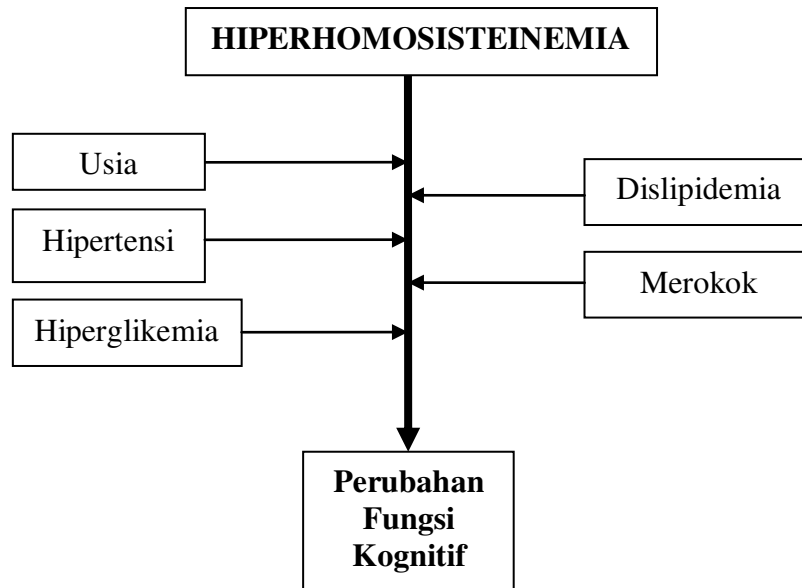 HIPERHOMOSISTEINEMIA
Usia
Dislipidemia
Hipertensi
Merokok
Hiperglikemia
Perubahan
Fungsi
Kognitif